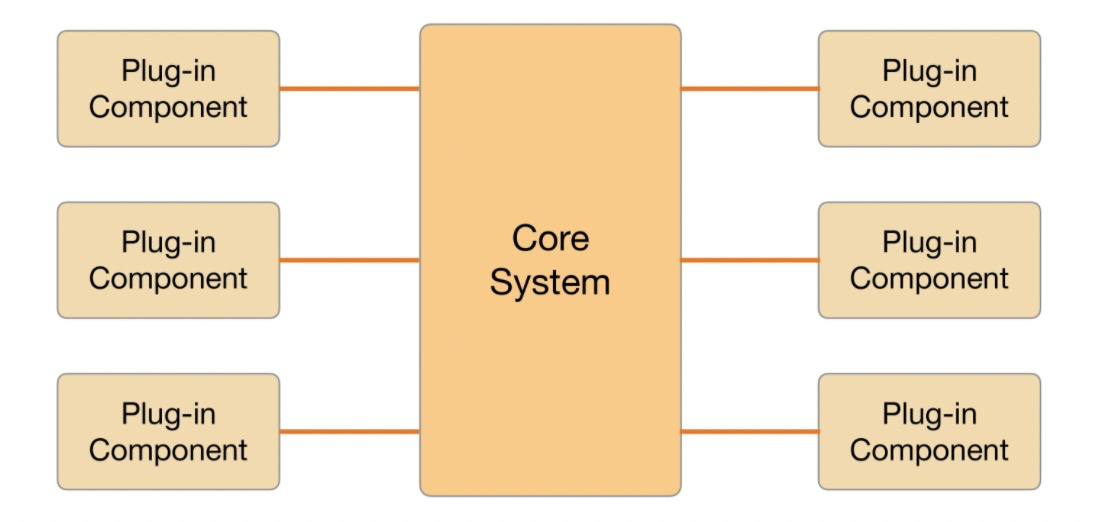 Plug-in
Component
Plug-in
Component
Plug-in
Component
Core
System
Plug-in
Component
Plug-in
Component
Plug-in
Component